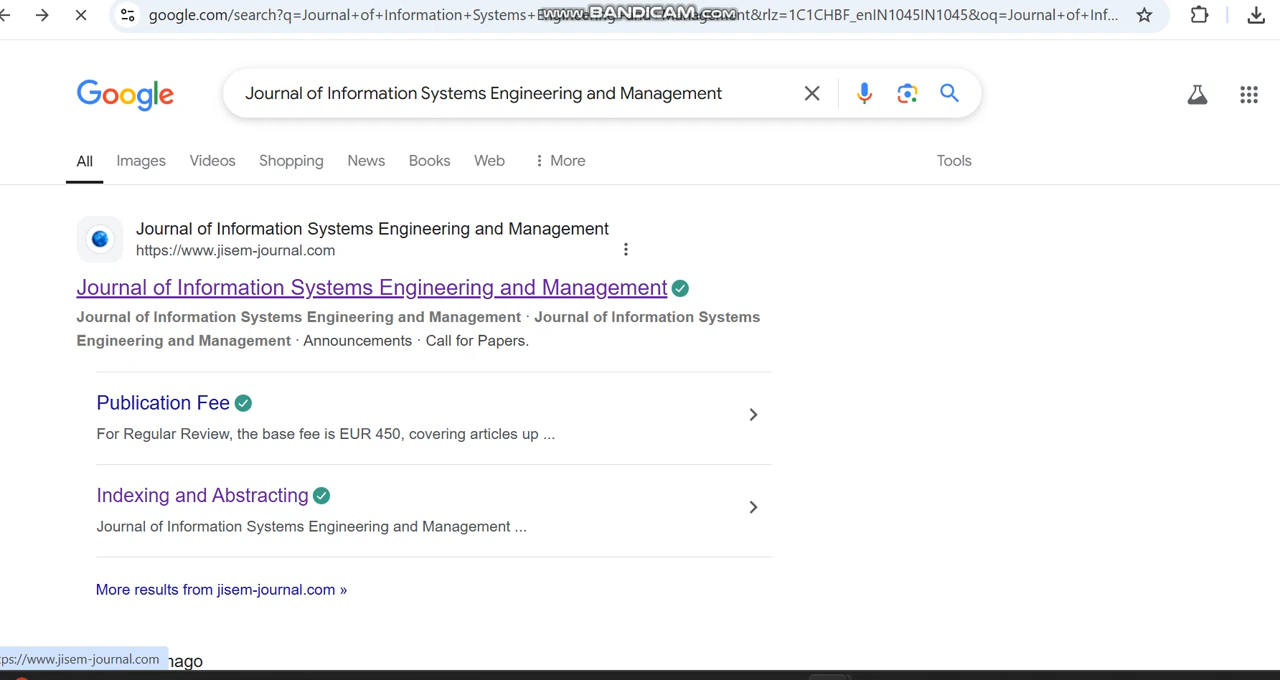 google.com/search?q=Journal+of+Information+Systems+Engineering+and+Management&rlz=1C1CHBF_enIN1045IN1045&oq=Journal+of+Inf...
www.BANDICAM.com
Google
Journal of Information Systems Engineering and Management
All Images Videos Shopping News Books Web More Tools
Journal of Information Systems Engineering and Management
https://www.jisem-journal.com
Journal of Information Systems Engineering and Management
Journal of Information Systems Engineering and Management · Journal of Information Systems
Engineering and Management · Announcements · Call for Papers.
Publication Fee
For Regular Review, the base fee is EUR 450, covering articles up ...
Indexing and Abstracting
Journal of Information Systems Engineering and Management ...
More results from jisem-journal.com »
tps://www.jisem-journal.com
nago